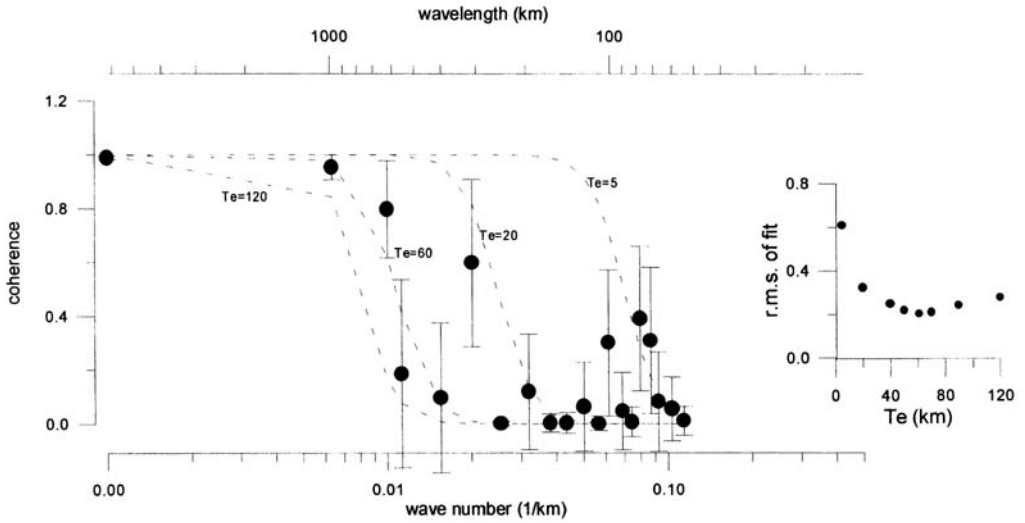 wavelength (km)
1000 100
1.2
0.8
0.4
0.0
coherence
Te=120
Te=60
Te=20
Te=5
0.00 0.01 0.10
wave number (1/km)
0.8
0.4
0.0
r.m.s. of fit
0 40 80 120
Te (km)